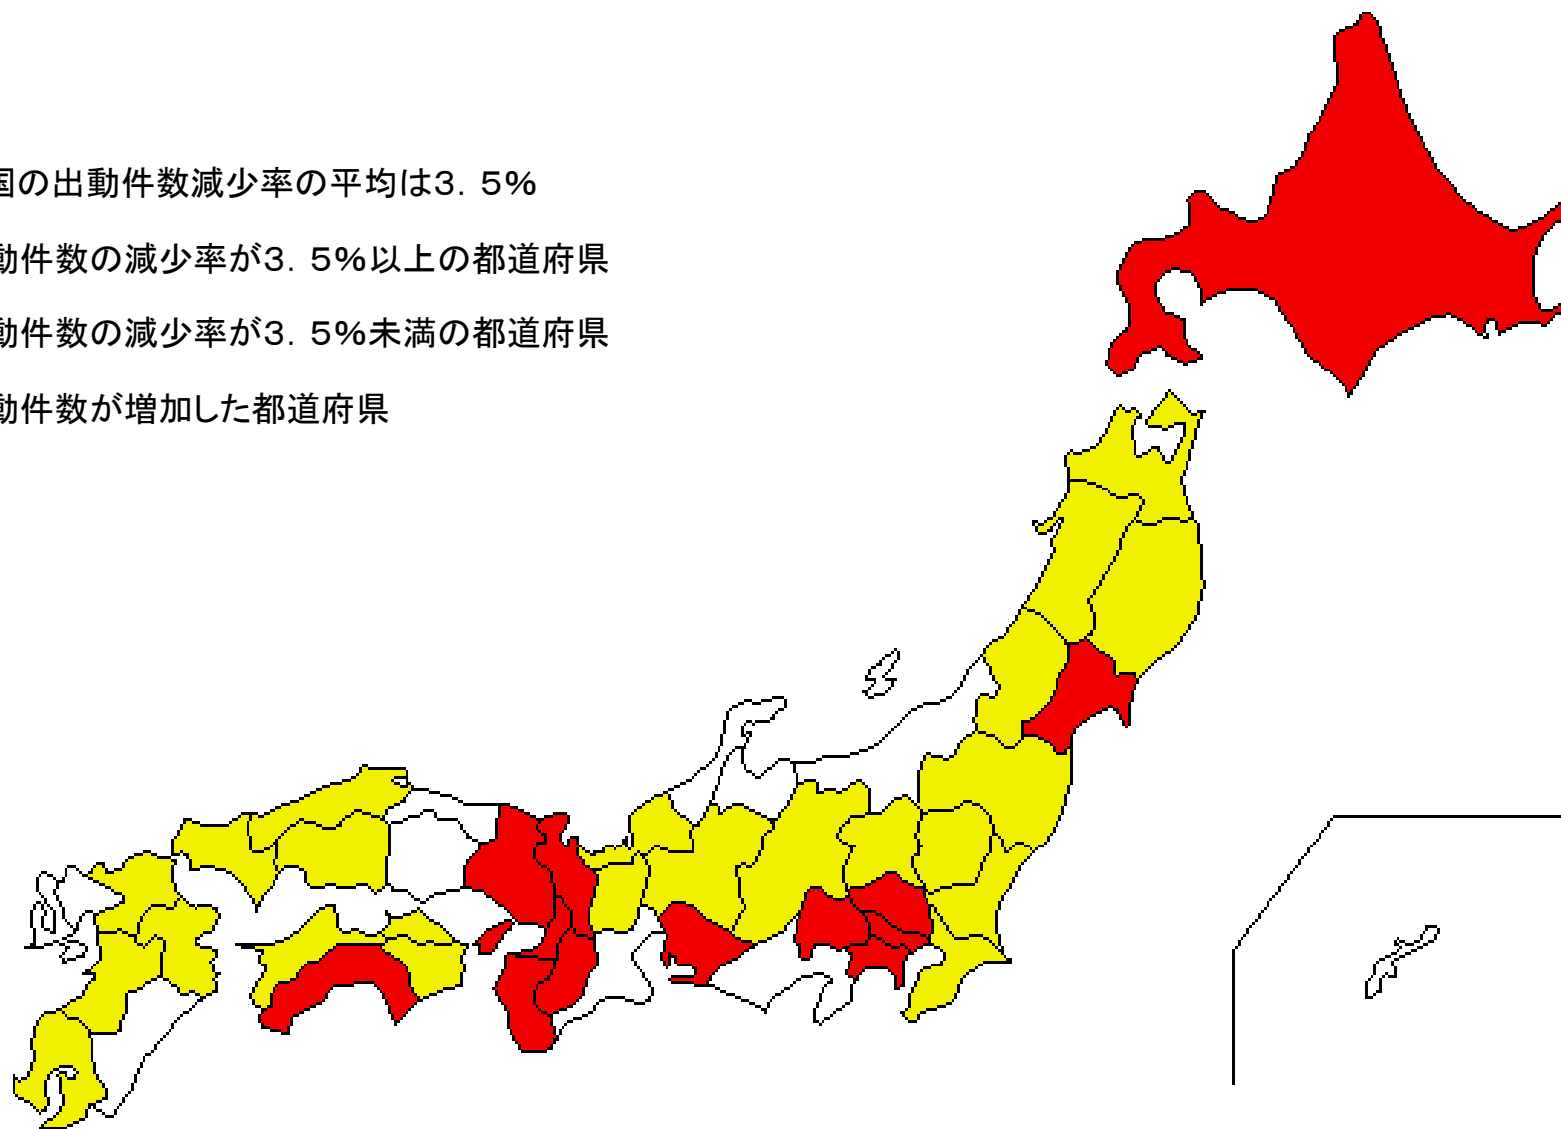 国の出動件数減少率の平均は3．5％
動件数の減少率が3．5％以上の都道府県
動件数の減少率が3．5％未満の都道府県
動件数が増加した都道府県